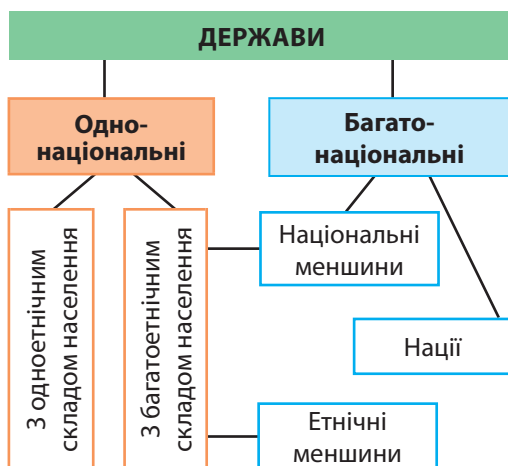 ДЕРЖАВИ
Одно-
національні
Багато-
національні
З одноетнічним
складом населення
З багатоетнічним
складом населення
Національні
меншини
Нації
Етнічні
меншини